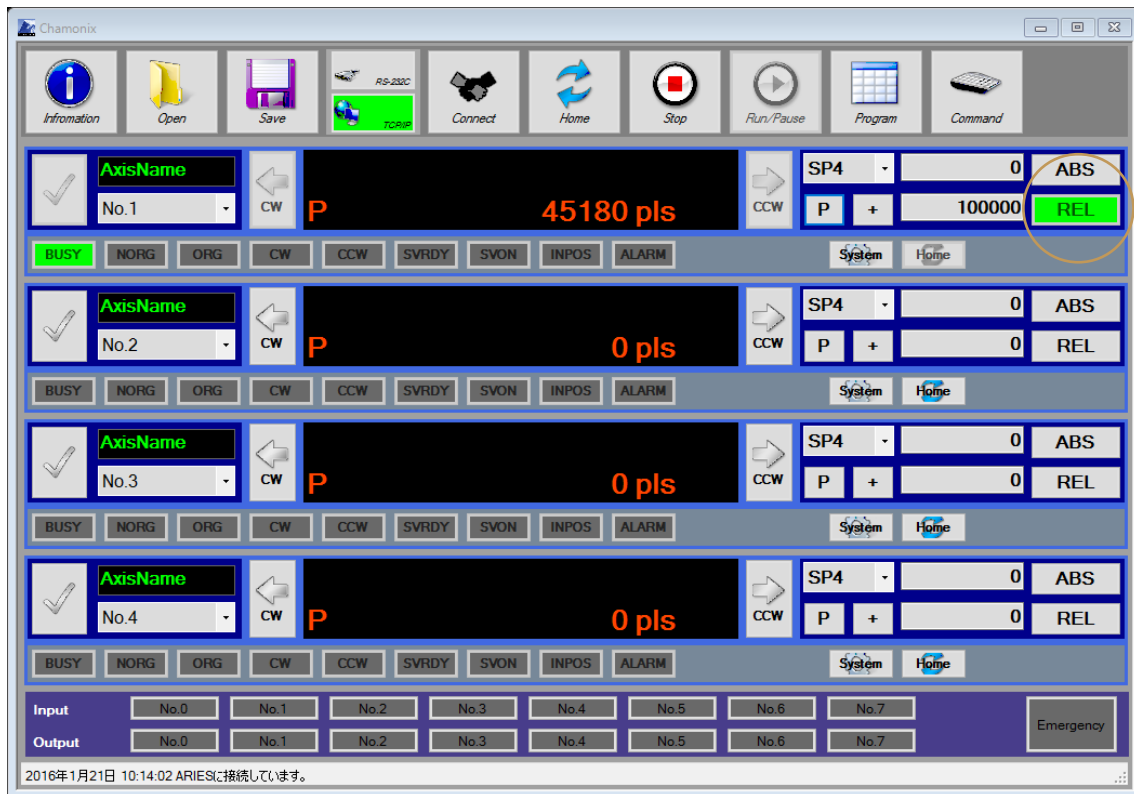 Chamonix
RS-232C
TCP/IP
Infromation Open Save Connect Home Stop Run/Pause Program Command
AxisName SP4 0 ABS
No.1 CW P 45180 pls CCW P + 100000 REL
BUSY NORG ORG CW CCW SVRDY SVON INPOS ALARM System Home
AxisName SP4 0 ABS
No.2 CW P 0 pls CCW P + 0 REL
BUSY NORG ORG CW CCW SVRDY SVON INPOS ALARM System Home
AxisName SP4 0 ABS
No.3 CW P 0 pls CCW P + 0 REL
BUSY NORG ORG CW CCW SVRDY SVON INPOS ALARM System Home
AxisName SP4 0 ABS
No.4 CW P 0 pls CCW P + 0 REL
BUSY NORG ORG CW CCW SVRDY SVON INPOS ALARM System Home
Input No.0 No.1 No.2 No.3 No.4 No.5 No.6 No.7
Emergency
Output No.0 No.1 No.2 No.3 No.4 No.5 No.6 No.7
2016年1月21日 10:14:02 ARIESに接続しています。